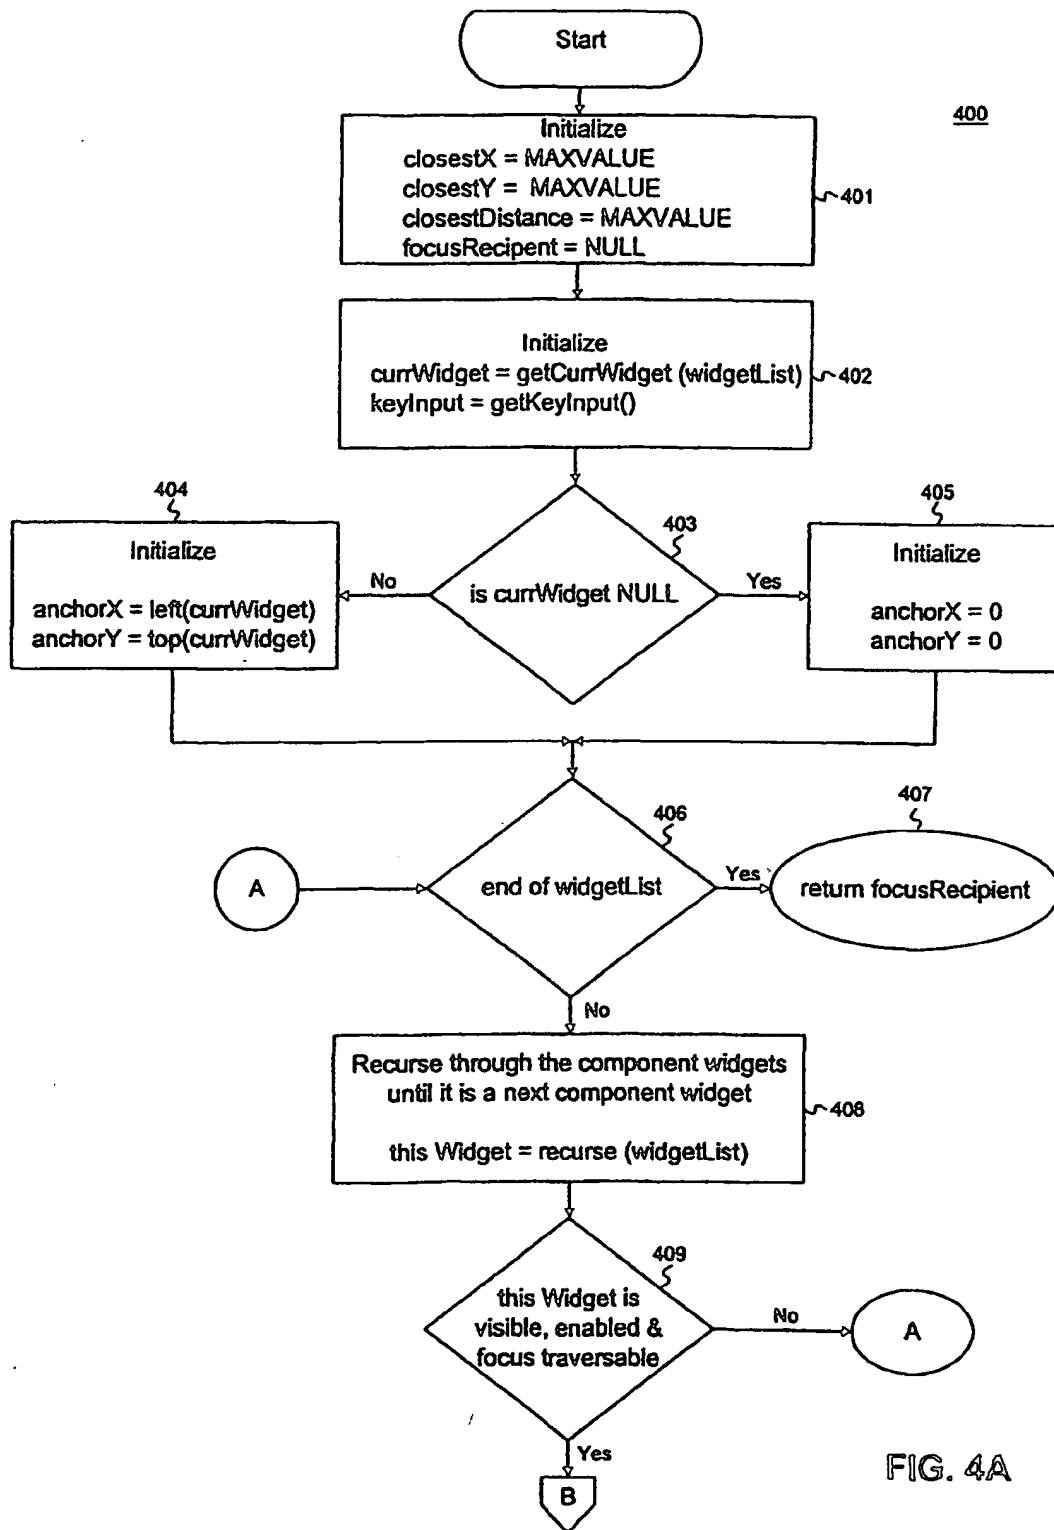 Start
400
Initialize
closestX = MAXVALUE
closestY = MAXVALUE
closestDistance = MAXVALUE
focusRecipent = NULL
401
Initialize
currWidget = getCurrWidget (widgetList)
keyInput = getKeyInput()
402
404
Initialize
anchorX = left(currWidget)
anchorY = top(currWidget)
No
403
is currWidget NULL
Yes
405
Initialize
anchorX = 0
anchorY = 0
A
406
end of widgetList
Yes
407
return focusRecipient
No
Recurse through the component widgets
until it is a next component widget
this Widget = recurse (widgetList)
408
409
this Widget is
visible, enabled &
focus traversable
No
A
Yes
B
FIG. 4A